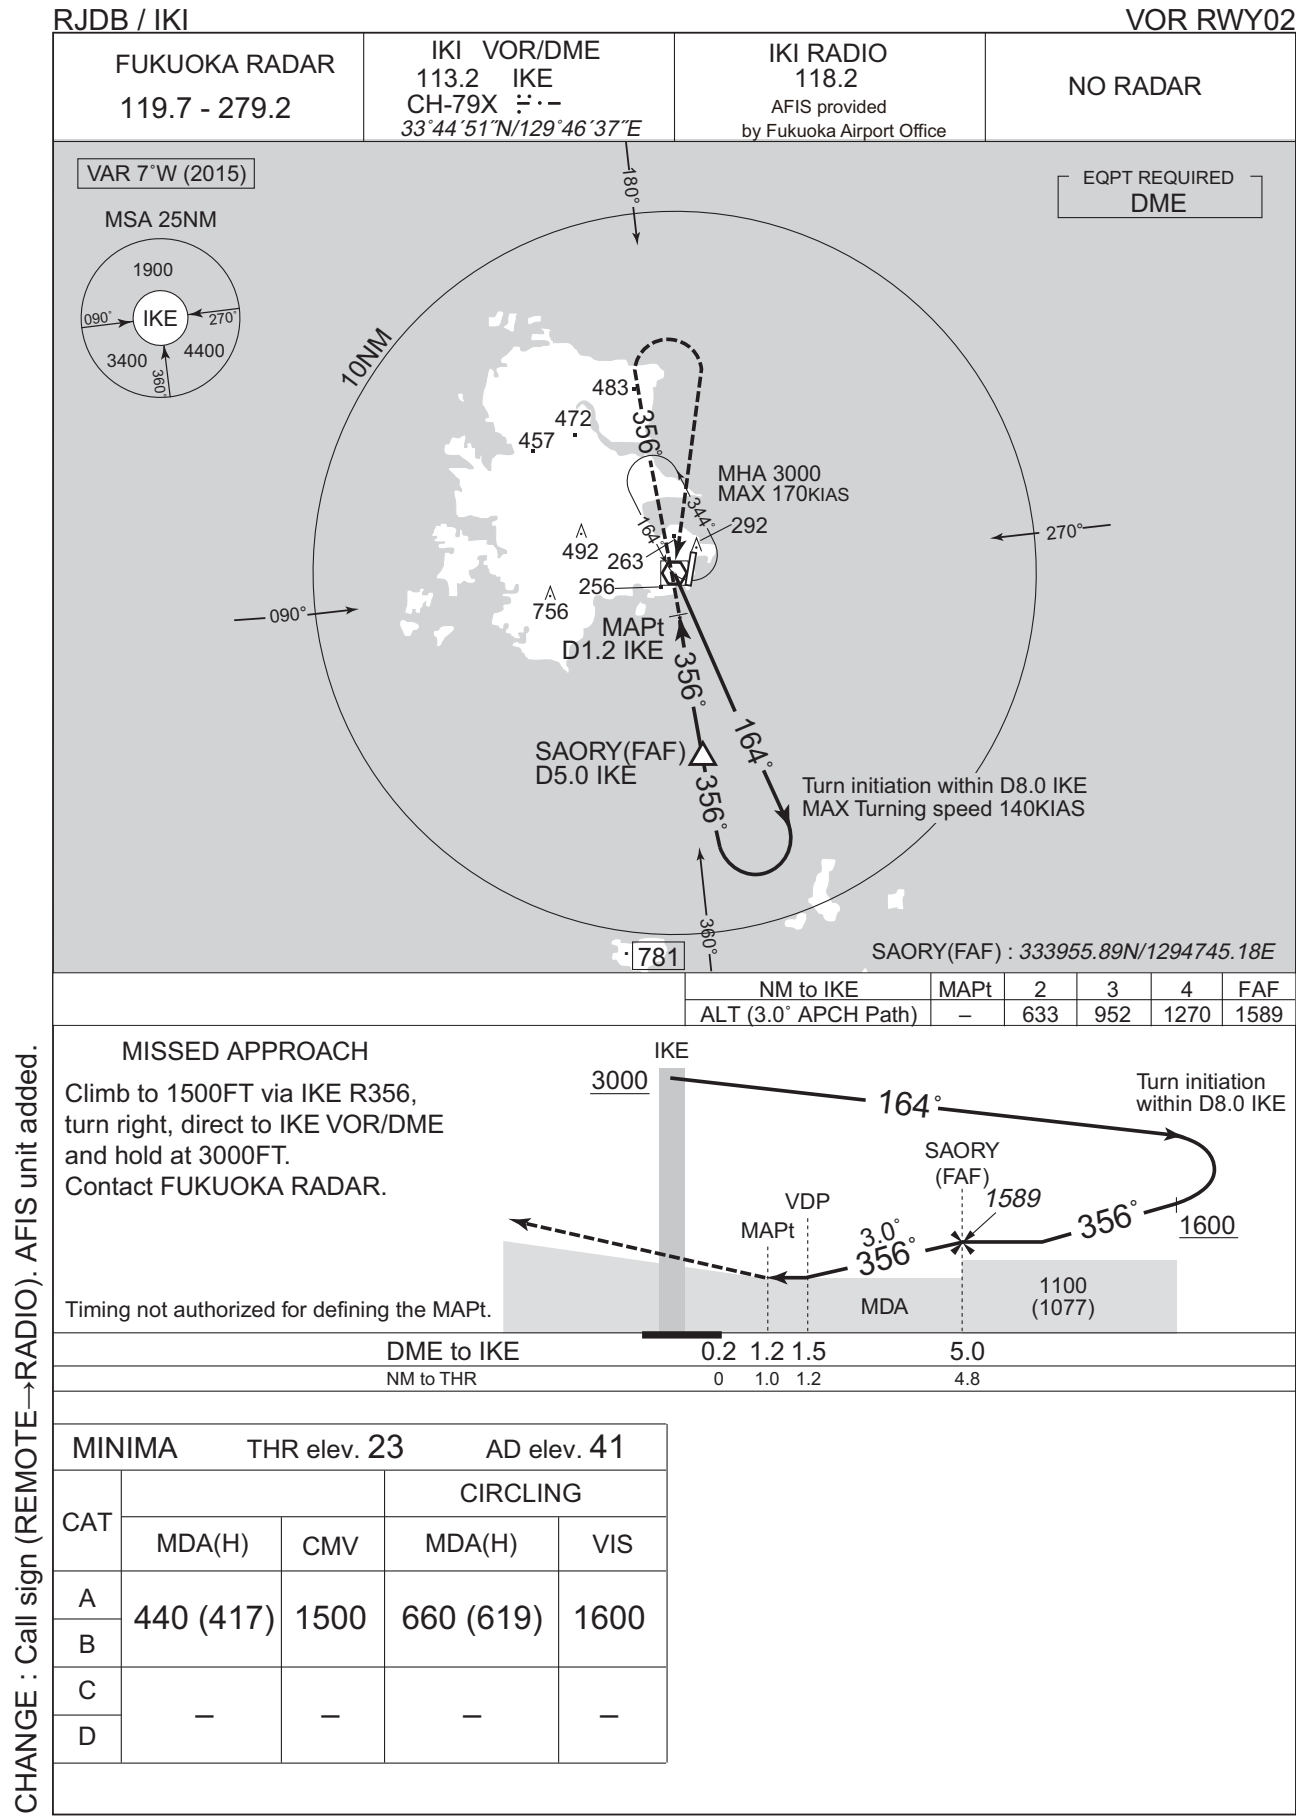 RJDB / IKI
VOR RWY02
FUKUOKA RADAR
119.7 - 279.2
IKI VOR/DME
113.2 IKE
CH-79X
33°44´51˝N/129°46´37˝E
IKI RADIO
118.2
AFIS provided
by Fukuoka Airport Office
NO RADAR
VAR 7°W (2015)
MSA 25NM
1900
090°
IKE
270°
3400
4400
360°
180°
EQPT REQUIRED
DME
10NM
483
356°
472
457
MHA 3000
MAX 170KIAS
344°
164°
292
270°
492
263
256
756
090°
MAPt
D1.2 IKE
356°
164°
SAORY(FAF)
D5.0 IKE
356°
Turn initiation within D8.0 IKE
MAX Turning speed 140KIAS
360°
781
SAORY(FAF) : 333955.89N/1294745.18E
NM to IKE MAPt 2 3 4 FAF
ALT (3.0° APCH Path) – 633 952 1270 1589
MISSED APPROACH
Climb to 1500FT via IKE R356,
turn right, direct to IKE VOR/DME
and hold at 3000FT.
Contact FUKUOKA RADAR.
Timing not authorized for defining the MAPt.
IKE
3000
164°
Turn initiation
within D8.0 IKE
SAORY
(FAF)
1589
VDP
MAPt
3.0°
356°
356°
1600
MDA
1100
(1077)
DME to IKE 0.2 1.2 1.5 5.0
NM to THR 0 1.0 1.2 4.8
MINIMA THR elev. 23 AD elev. 41
CAT
CIRCLING
MDA(H) CMV MDA(H) VIS
A
B
440 (417) 1500 660 (619) 1600
C
D
– – – –
CHANGE : Call sign (REMOTE→RADIO). AFIS unit added.